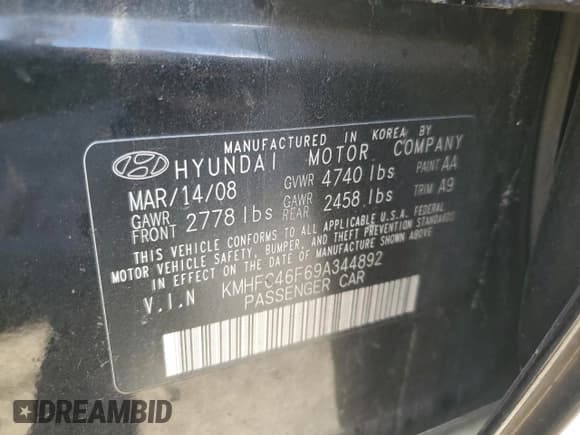 MANUFACTURED IN KOREA BY
HYUNDAI MOTOR COMPANY
MAR/14/08 GVWR 4740 lbs PAINT AA
GAWR FRONT 2778 lbs GAWR REAR 2458 lbs TRIM A9
THIS VEHICLE CONFORMS TO ALL APPLICABLE U.S.A. FEDERAL
MOTOR VEHICLE SAFETY, BUMPER, AND THEFT PREVENTION STANDARDS
IN EFFECT ON THE DATE OF MANUFACTURE SHOWN ABOVE.
V.I.N KMHFC46F69A344892
PASSENGER CAR
DREAMBID